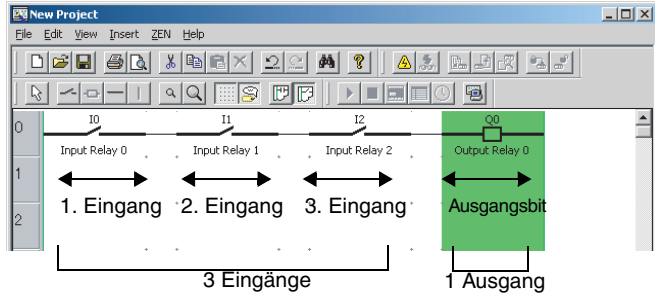 New Project
File Edit View Insert ZEN Help
0
I0 I1 I2 Q0
Input Relay 0 Input Relay 1 Input Relay 2 Output Relay 0
1
1. Eingang 2. Eingang 3. Eingang Ausgangsbit
2
3 Eingänge 1 Ausgang